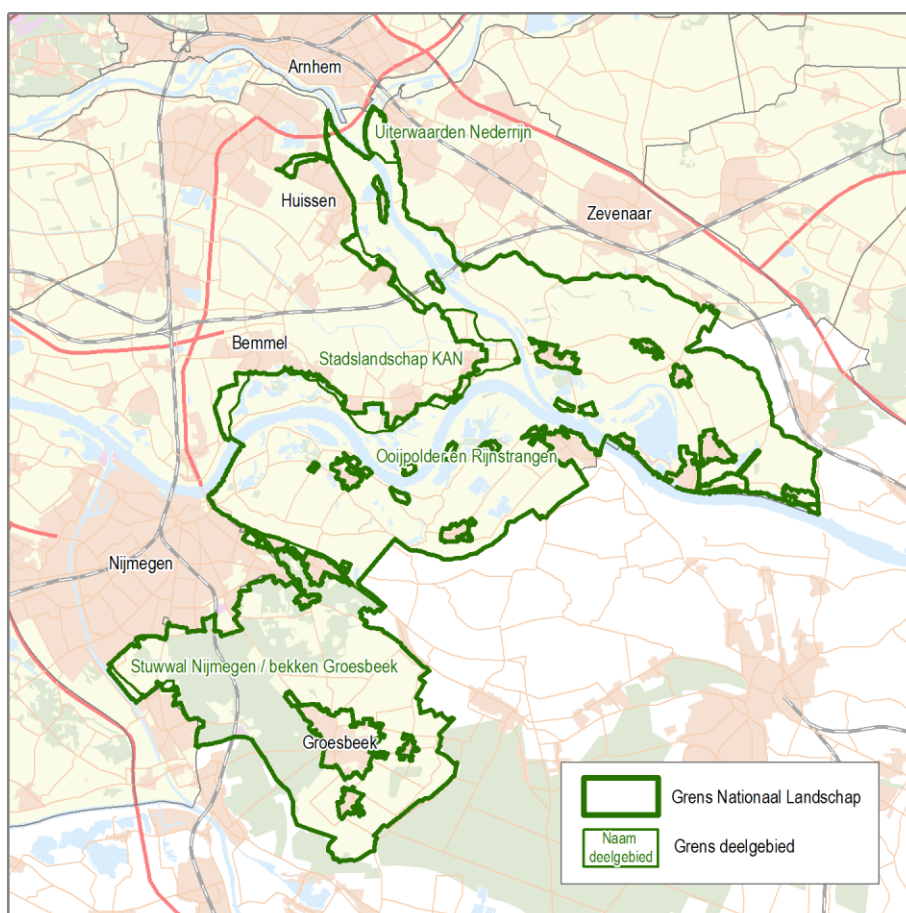 Arnhem
Uiterwaarden Nederrijn
Huissen
Zevenaar
Bemmel
Stadslandschap KAN
Ooijpolder en Rijnstrangen
Nijmegen
Stuwwal Nijmegen / bekken Groesbeek
Groesbeek
Grens Nationaal Landschap
Naam
deelgebied
Grens deelgebied